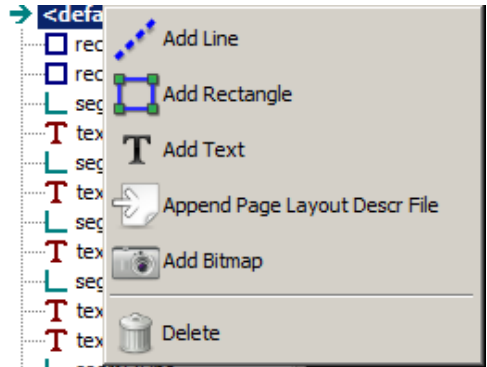 <defa
rec
Add Line
rec
seg
Add Rectangle
tex
Add Text
seg
tex
Append Page Layout Descr File
seg
tex
Add Bitmap
seg
tex
Delete
tex